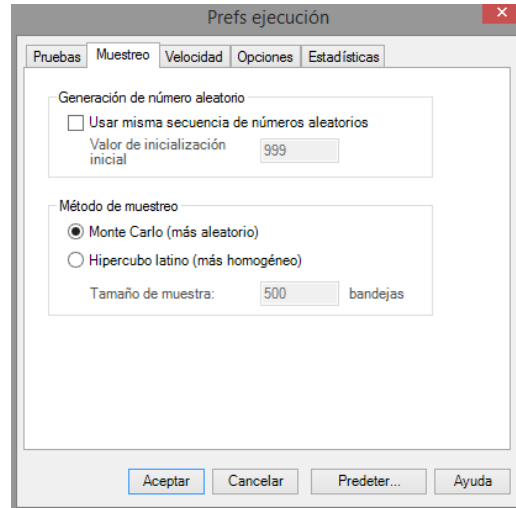 Prefs ejecución
Pruebas Muestreo Velocidad Opciones Estadísticas
Generación de número aleatorio
Usar misma secuencia de números aleatorios
Valor de inicialización
inicial
999
Método de muestreo
Monte Carlo (más aleatorio)
Hipercubo latino (más homogéneo)
Tamaño de muestra: 500 bandejas
Aceptar Cancelar Predeter... Ayuda